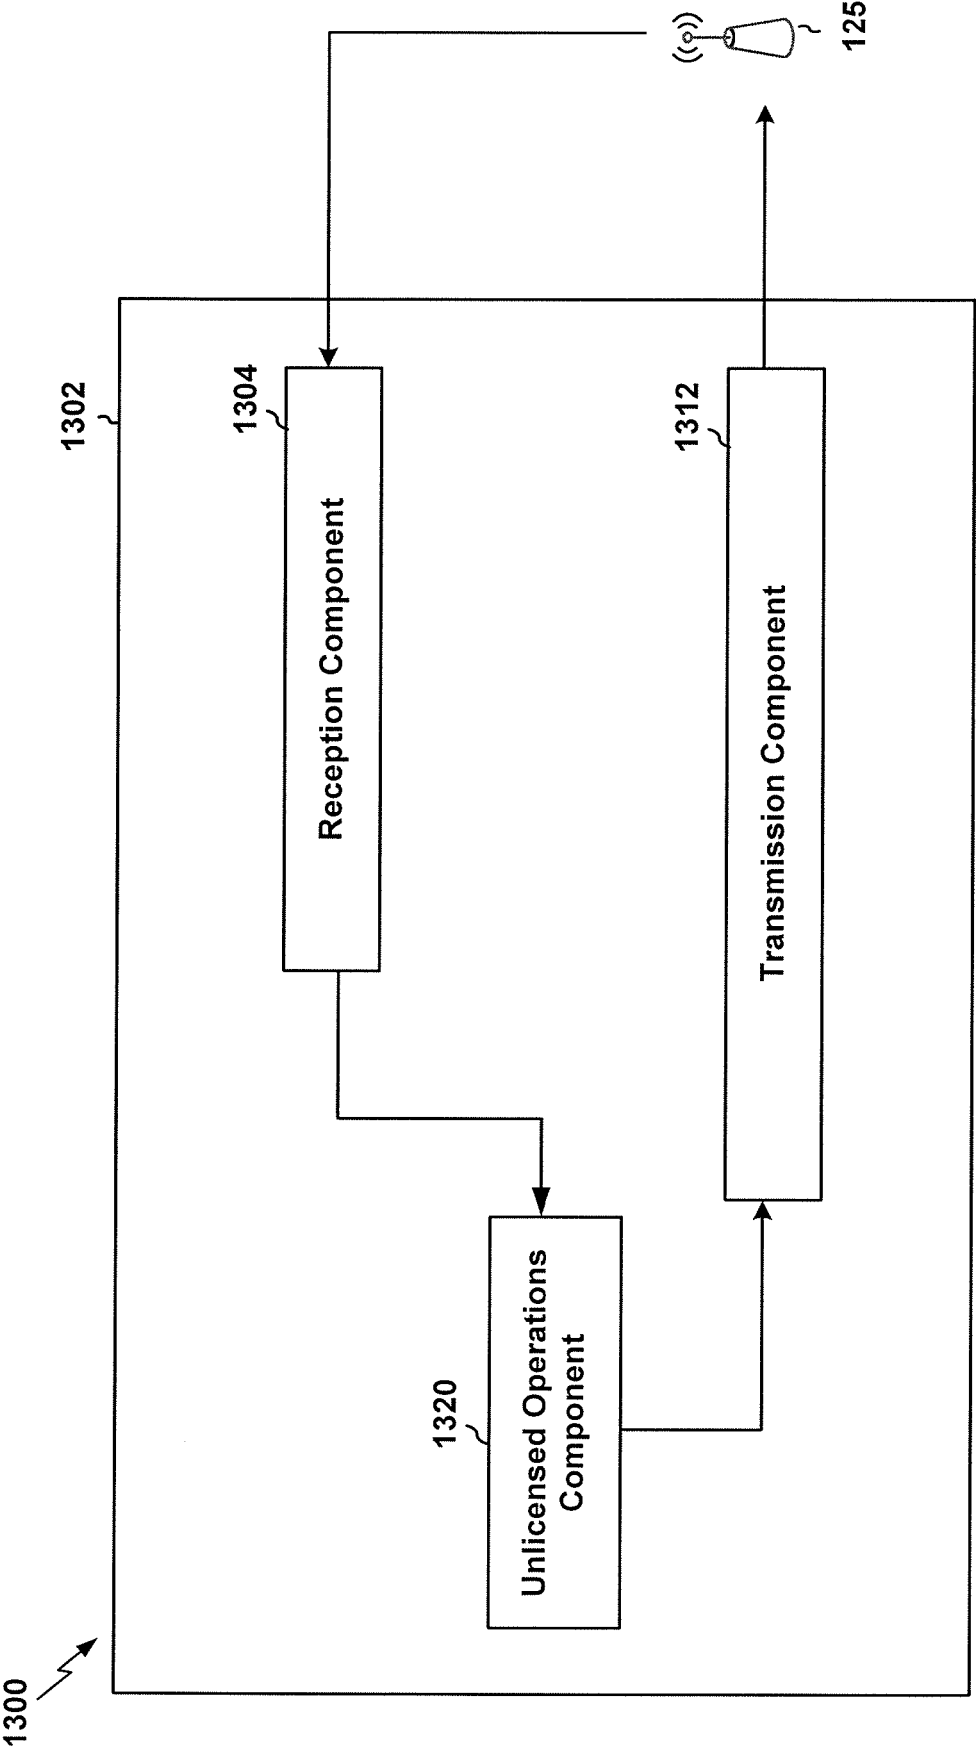 1300
1302
Reception Component
1304
1320
Unlicensed Operations
Component
Transmission Component
1312
125